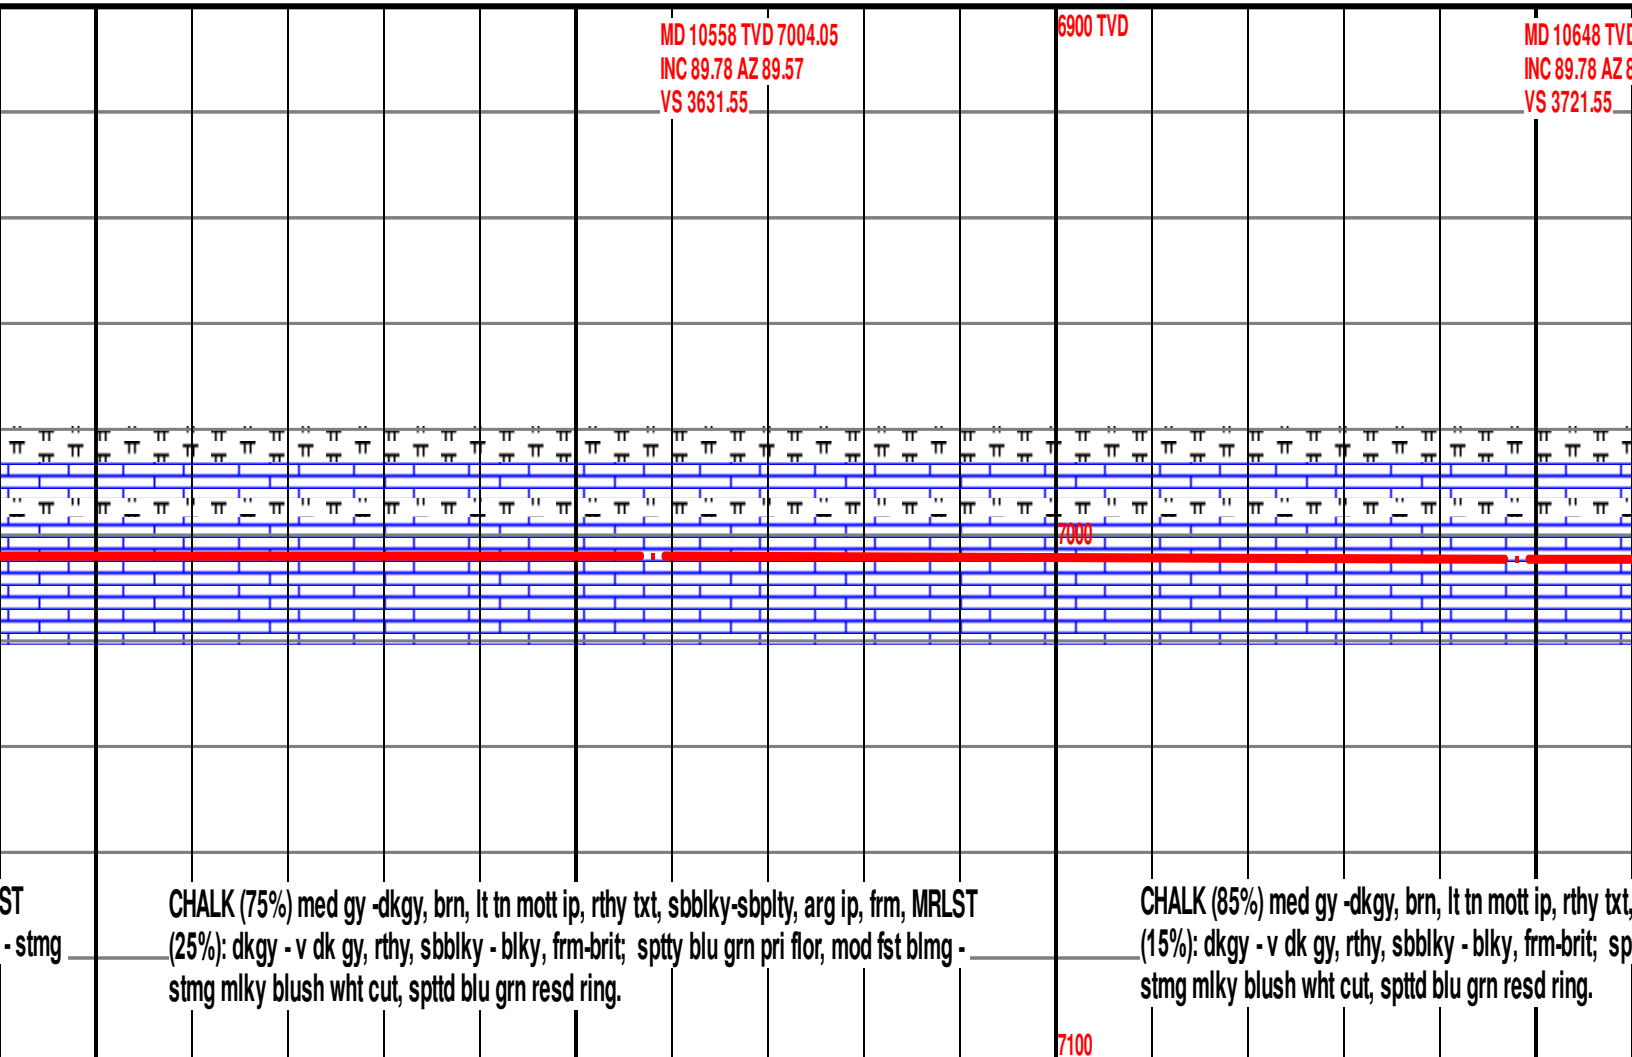 MD 10558 TVD 7004.05
INC 89.78 AZ 89.57
VS 3631.55
6900 TVD
MD 10648 TVD
INC 89.78 AZ 8
VS 3721.55
7000
ST
- stmg
CHALK (75%) med gy -dkgy, brn, lt tn mott ip, rthy txt, sbblky-sbplty, arg ip, frm, MRLST
(25%): dkgy - v dk gy, rthy, sbblky - blky, frm-brit; sptty blu grn pri flor, mod fst blmg -
stmg mlky blush wht cut, spttd blu grn resd ring.
CHALK (85%) med gy -dkgy, brn, lt tn mott ip, rthy txt,
(15%): dkgy - v dk gy, rthy, sbblky - blky, frm-brit; sp
stmg mlky blush wht cut, spttd blu grn resd ring.
7100